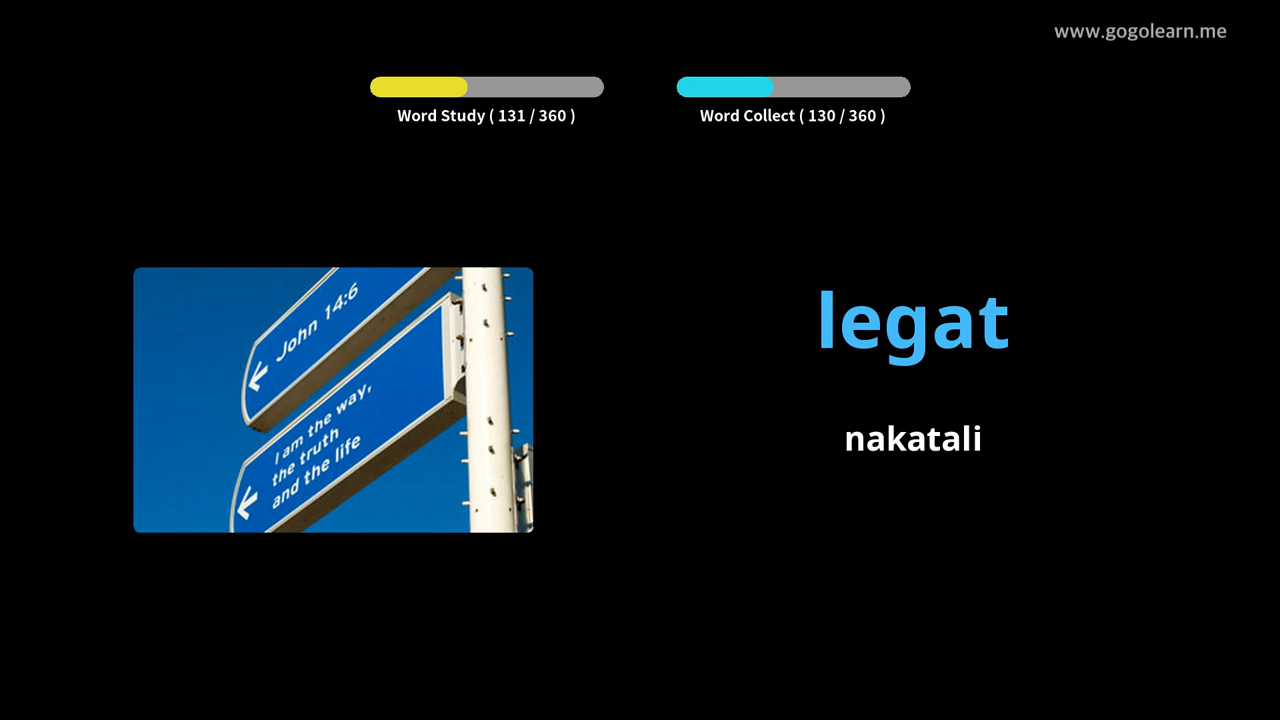 www.gogolearn.me
Word Study ( 131 / 360 )
Word Collect ( 130 / 360 )
John 14:6
I am the way,
the truth
and the life
legat
nakatali